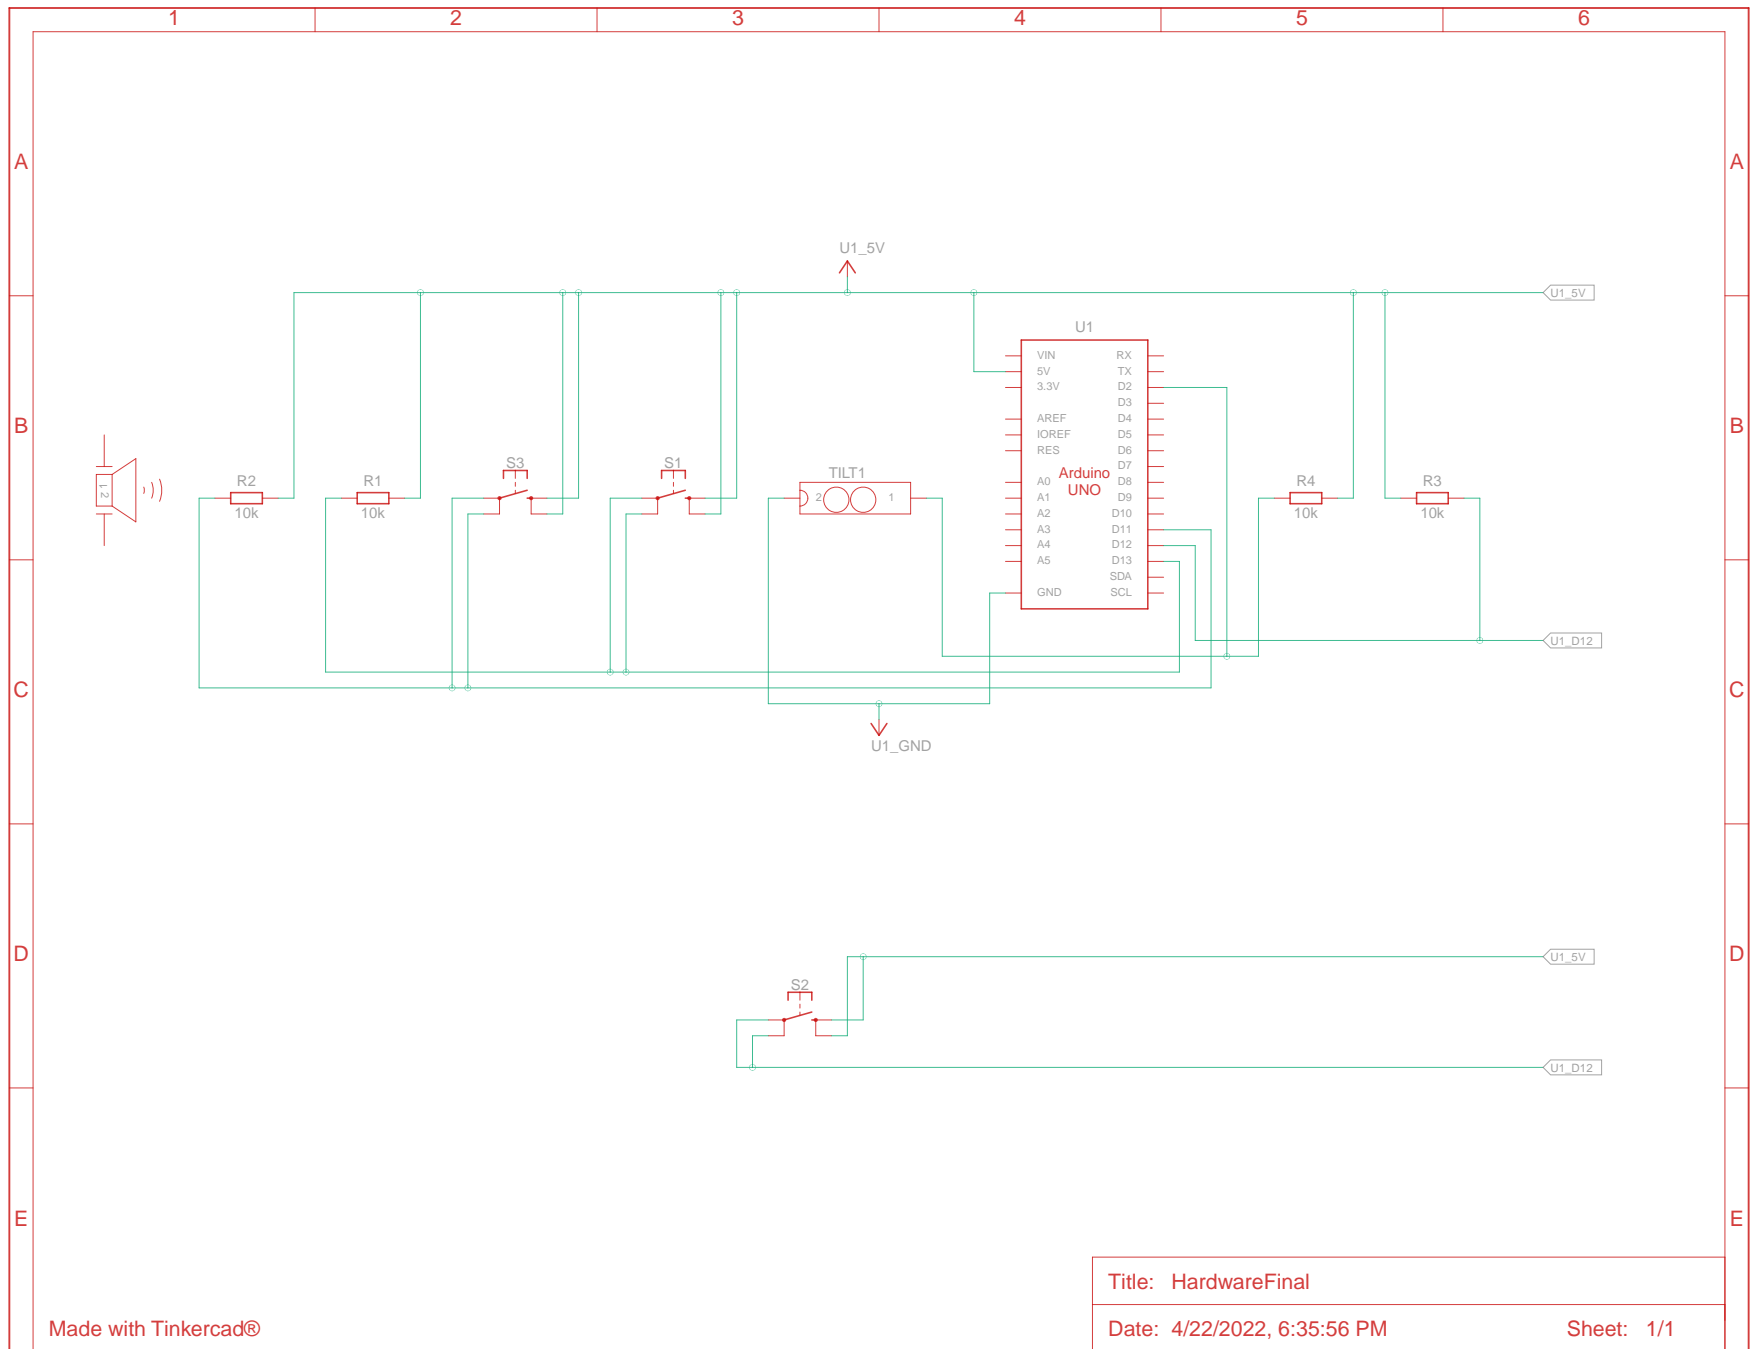 1 2 3 4 5 6
A A
U1_5V
U1_5V
U1
VIN RX
5V TX
3.3V D2
D3
AREF D4
B IOREF D5 B
RES D6
D7
S3 S1 TILT1 Arduino
R2 R1 A0 D8 R4 R3
1 2 2 1 A1 UNO D9
10k 10k A2 D10 10k 10k
A3 D11
A4 D12
A5 D13
SDA
GND SCL
U1_D12
C C
U1_GND
D U1_5V D
S2
U1_D12
E E
Title: HardwareFinal
Made with Tinkercad® Date: 4/22/2022, 6:35:56 PM Sheet: 1/1